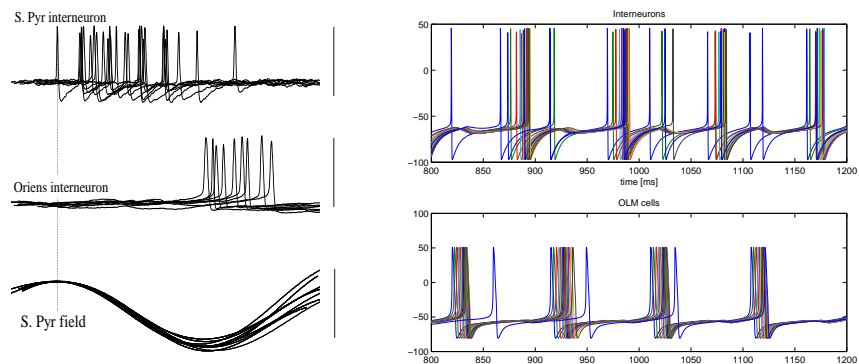 S. Pyr interneuron
Oriens interneuron
S. Pyr field
Interneurons
50
0
−50
−100
800 850 900 950 1000 1050 1100 1150 1200
time [ms]
OLM cells
100
50
0
−50
−100
800 850 900 950 1000 1050 1100 1150 1200